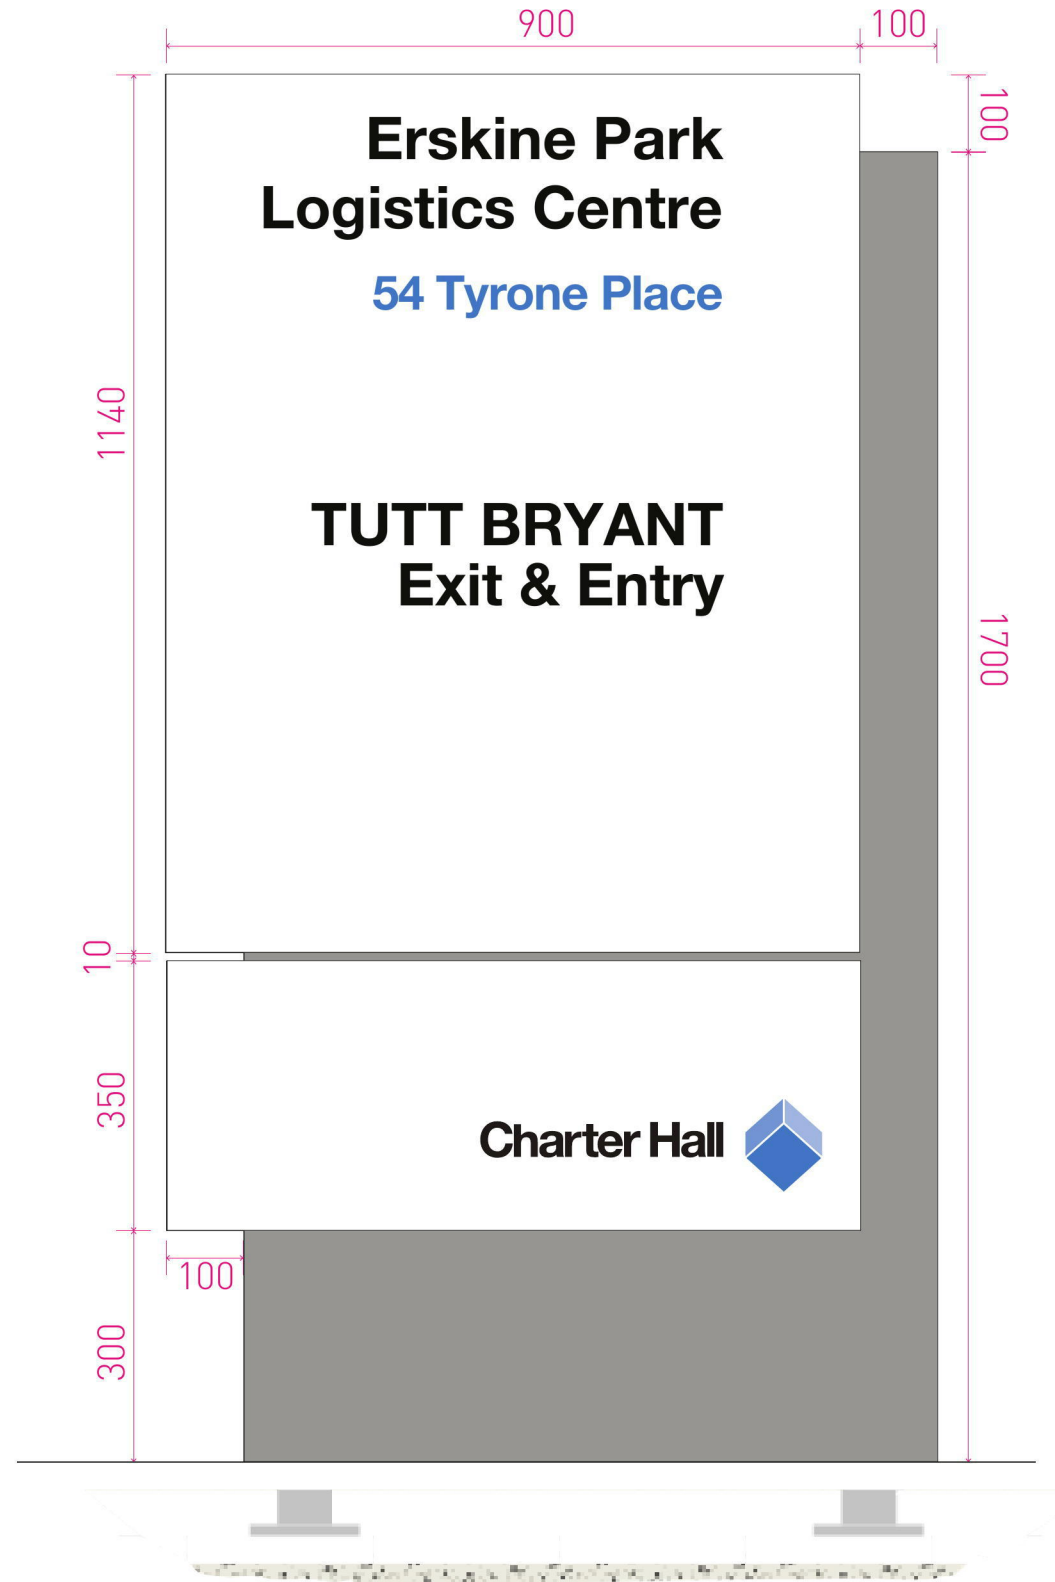 900
100
100
Erskine Park
Logistics Centre
54 Tyrone Place
1140
TUTT BRYANT
Exit & Entry
1700
10
350
Charter Hall
100
300